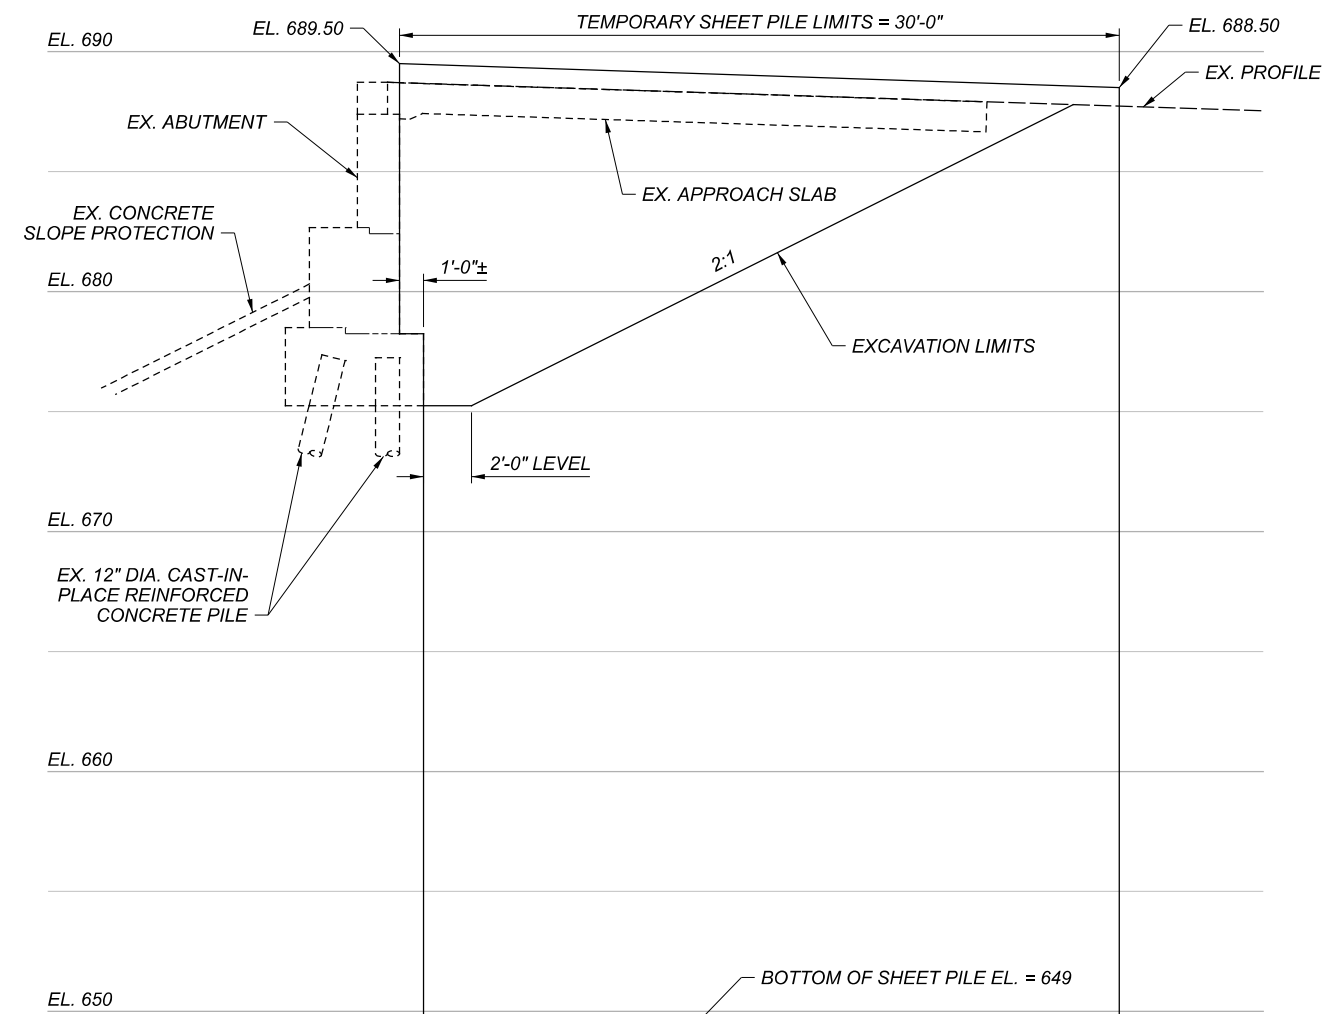 TEMPORARY SHEET PILE LIMITS = 30'-0"
EL. 689.50
EL. 688.50
EL. 690
EX. PROFILE
EX. ABUTMENT
EX. APPROACH SLAB
EX. CONCRETE
SLOPE PROTECTION
2:1
1'-0"±
EL. 680
EXCAVATION LIMITS
2'-0" LEVEL
EL. 670
EX. 12" DIA. CAST-IN-
PLACE REINFORCED
CONCRETE PILE
EL. 660
BOTTOM OF SHEET PILE EL. = 649
EL. 650